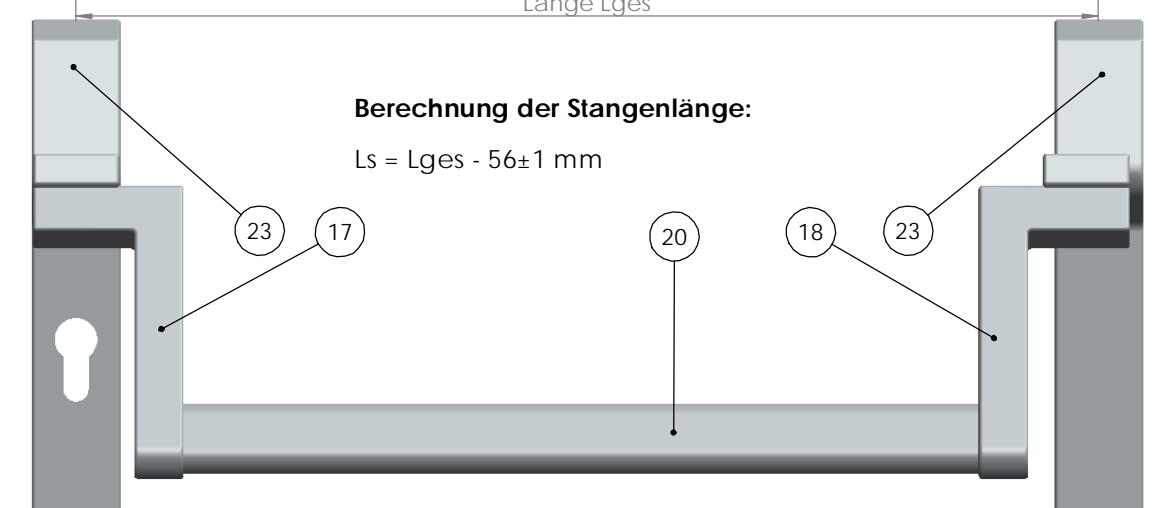 Länge Lges
Berechnung der Stangenlänge:
Ls = Lges - 56±1 mm
23
17
20
18
23